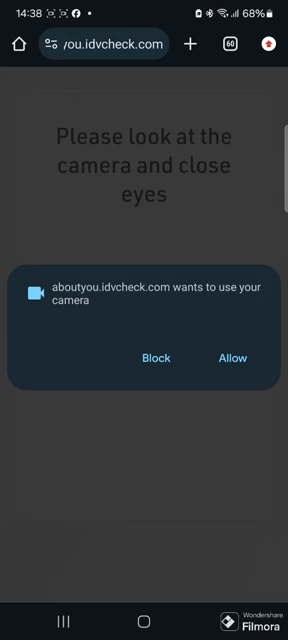 14:38
68%
you.idvcheck.com
60
Please look at the
camera and close
eyes
aboutyou.idvcheck.com wants to use your
camera
Block
Allow
Wondershare
Filmora